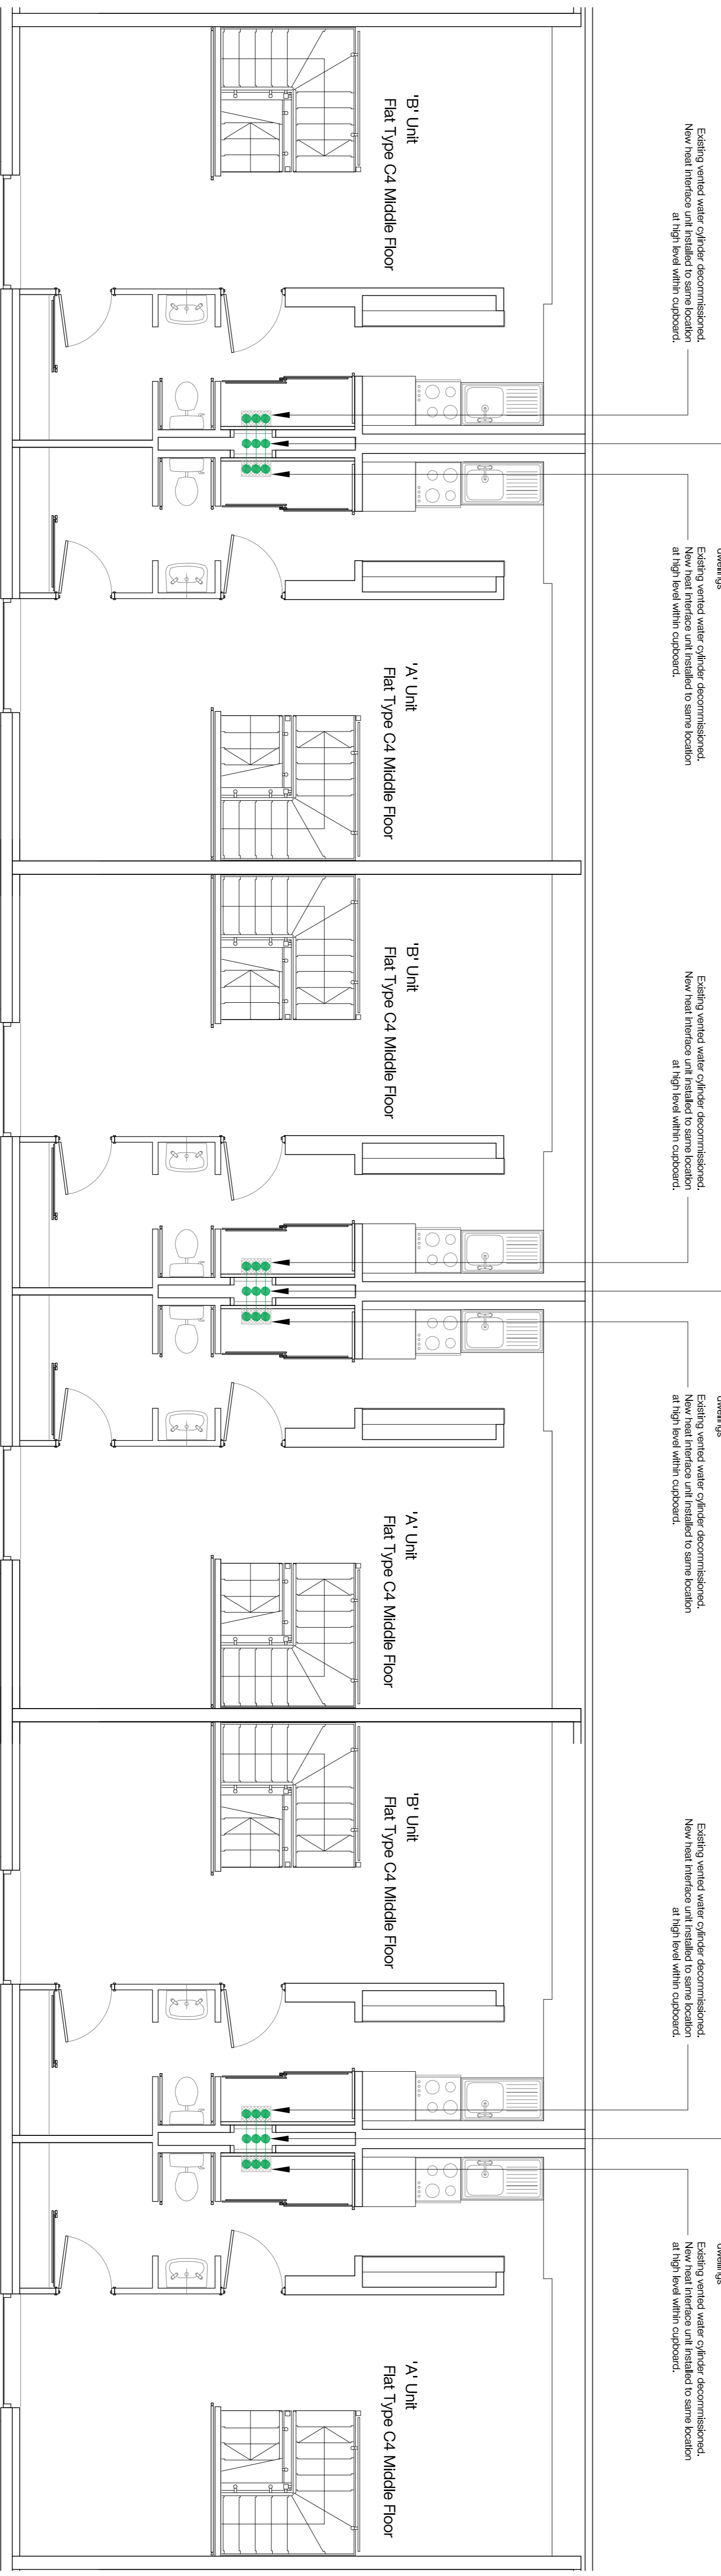 Existing vented water cylinder decommissioned.
New heat interface unit installed to same location
at high level within cupboard.
'B' Unit
Flat Type C4 Middle Floor
dwellings
Existing vented water cylinder decommissioned.
New heat interface unit installed to same location
at high level within cupboard.
'A' Unit
Flat Type C4 Middle Floor
Existing vented water cylinder decommissioned.
New heat interface unit installed to same location
at high level within cupboard.
'B' Unit
Flat Type C4 Middle Floor
dwellings
Existing vented water cylinder decommissioned.
New heat interface unit installed to same location
at high level within cupboard.
'A' Unit
Flat Type C4 Middle Floor
Existing vented water cylinder decommissioned.
New heat interface unit installed to same location
at high level within cupboard.
'B' Unit
Flat Type C4 Middle Floor
dwellings
Existing vented water cylinder decommissioned.
New heat interface unit installed to same location
at high level within cupboard.
'A' Unit
Flat Type C4 Middle Floor